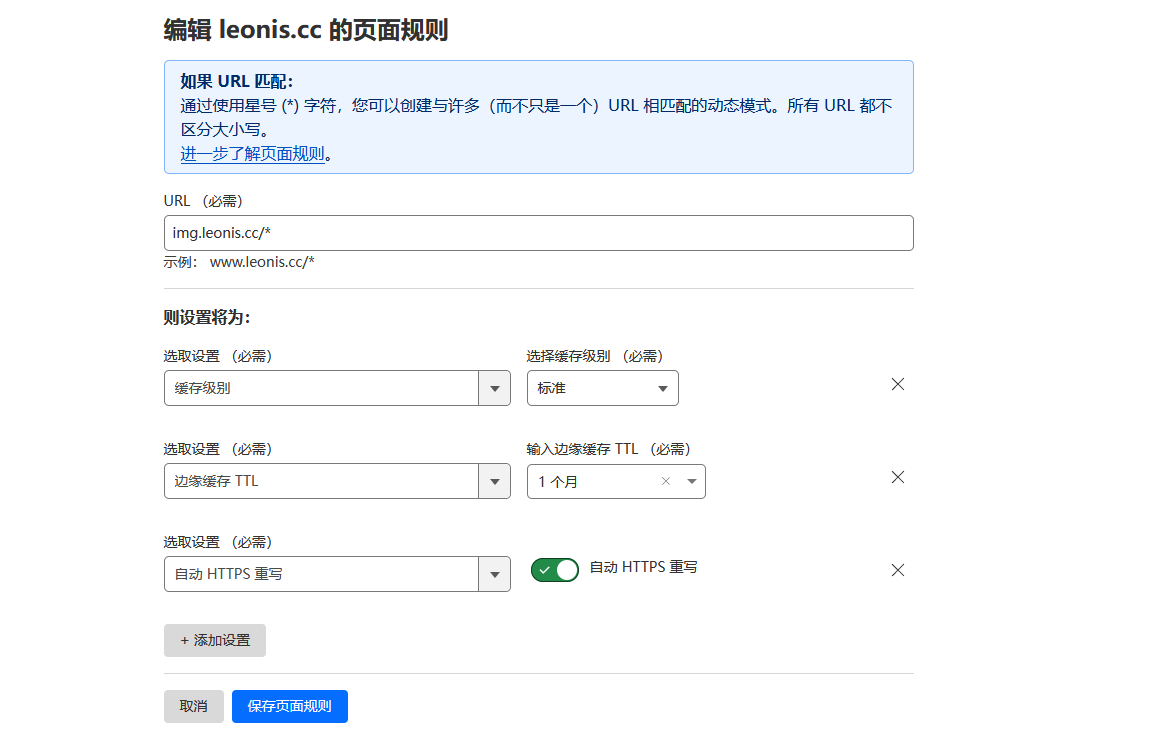 编辑 leonis.cc 的页面规则
如果 URL 匹配：
通过使用星号 (*) 字符，您可以创建与许多（而不只是一个）URL 相匹配的动态模式。所有 URL 都不
区分大小写。
进一步了解页面规则。
URL （必需）
img.leonis.cc/*
示例： www.leonis.cc/*
则设置将为：
选取设置 （必需） 选择缓存级别 （必需）
缓存级别 标准
选取设置 （必需） 输入边缘缓存 TTL （必需）
边缘缓存 TTL 1 个月
选取设置 （必需）
自动 HTTPS 重写 自动 HTTPS 重写
+ 添加设置
取消 保存页面规则